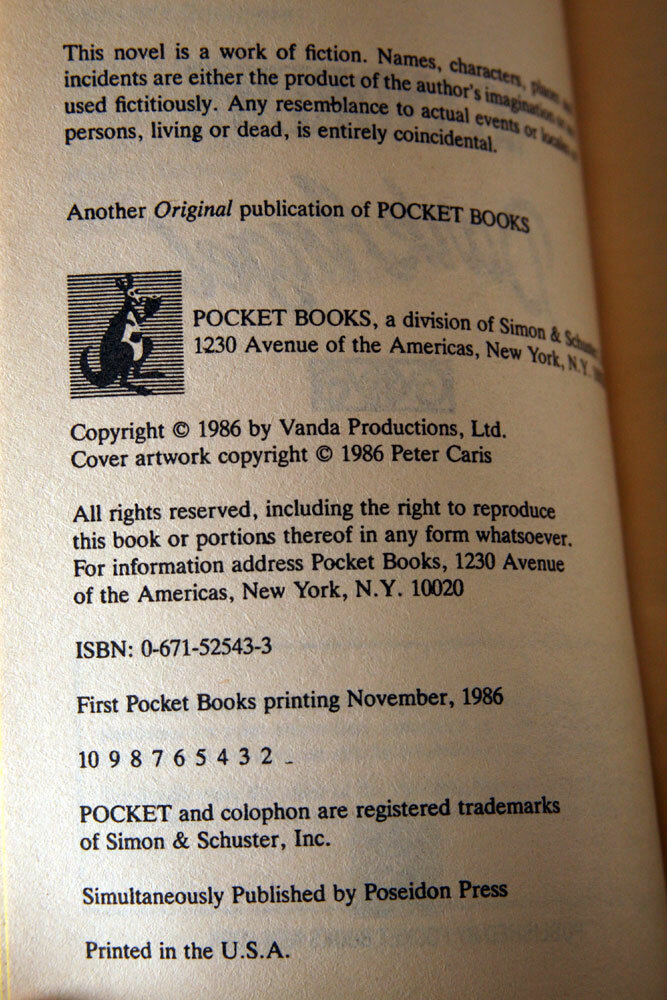 This novel is a work of fiction. Names, characters, places
incidents are either the product of the author's imagination or
used fictitiously. Any resemblance to actual events or locales
persons, living or dead, is entirely coincidental.
Another Original publication of POCKET BOOKS
POCKET BOOKS, a division of Simon & Schuster
1230 Avenue of the Americas, New York, N.Y.
Copyright © 1986 by Vanda Productions, Ltd.
Cover artwork copyright © 1986 Peter Caris
All rights reserved, including the right to reproduce
this book or portions thereof in any form whatsoever.
For information address Pocket Books, 1230 Avenue
of the Americas, New York, N.Y. 10020
ISBN: 0-671-52543-3
First Pocket Books printing November, 1986
10 9 8 7 6 5 4 3 2
POCKET and colophon are registered trademarks
of Simon & Schuster, Inc.
Simultaneously Published by Poseidon Press
Printed in the U.S.A.